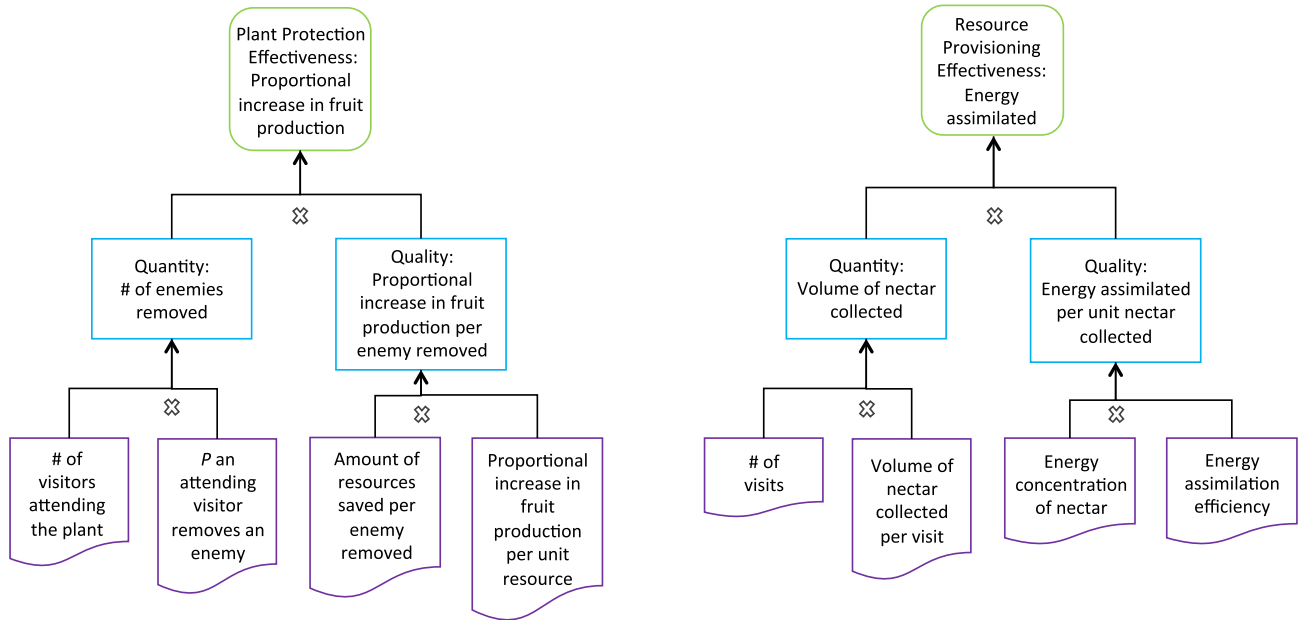 Plant Protection
Effectiveness:
Proportional
increase in fruit
production
Quantity:
# of enemies
removed
Quality:
Proportional
increase in fruit
production per
enemy removed
# of
visitors
attending
the plant
P an
attending
visitor
removes an
enemy
Amount of
resources
saved per
enemy
removed
Proportional
increase in
fruit
production
per unit
resource
Resource
Provisioning
Effectiveness:
Energy
assimilated
Quantity:
Volume of nectar
collected
Quality:
Energy assimilated
per unit nectar
collected
# of
visits
Volume of
nectar
collected
per visit
Energy
concentration
of nectar
Energy
assimilation
efficiency